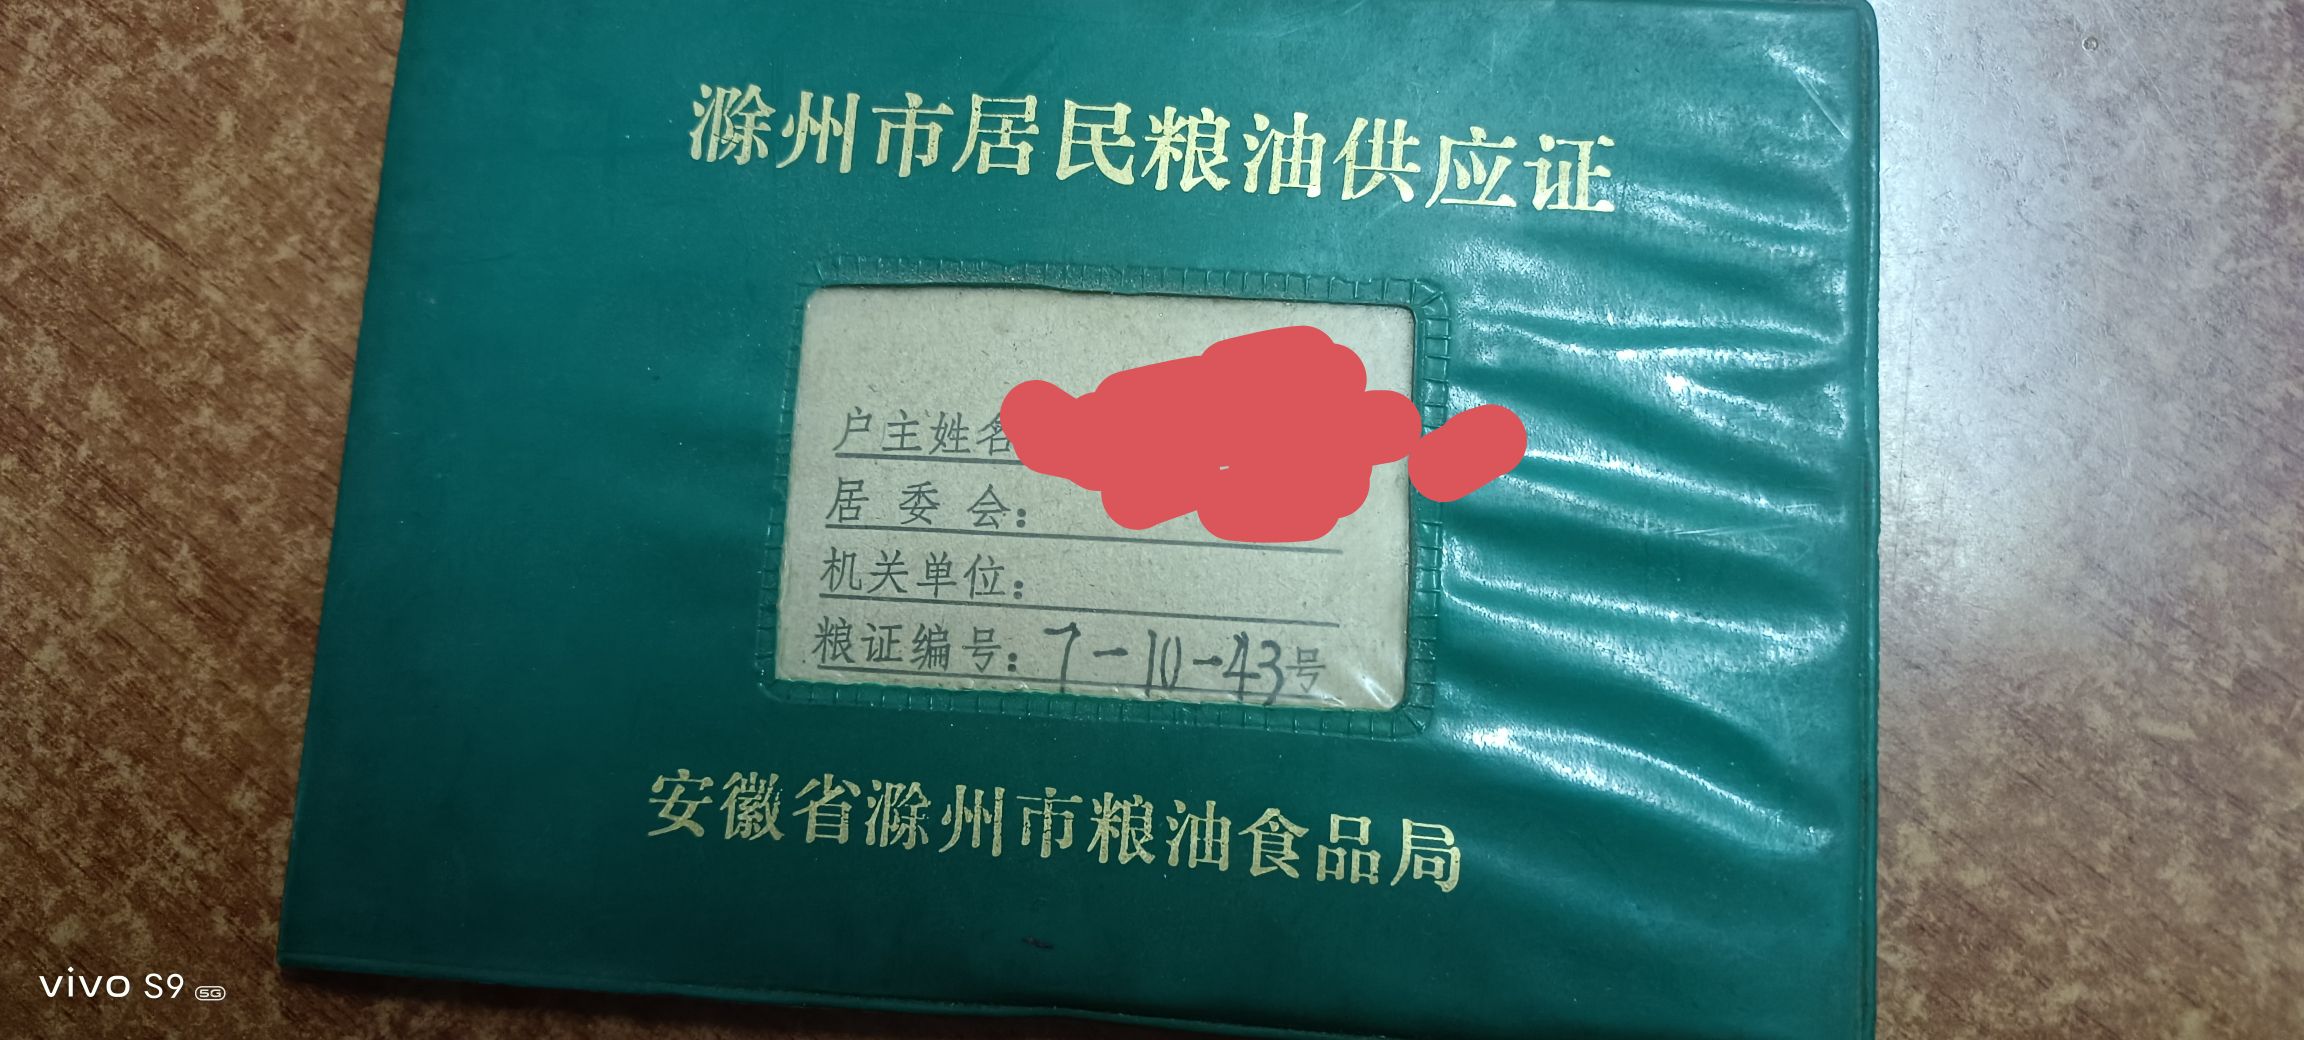 滁州市居民粮油供应证
户主姓名
居委会:
机关单位:
粮证编号:7-10-43号
安徽省滁州市粮油食品局
vivo S9 5G